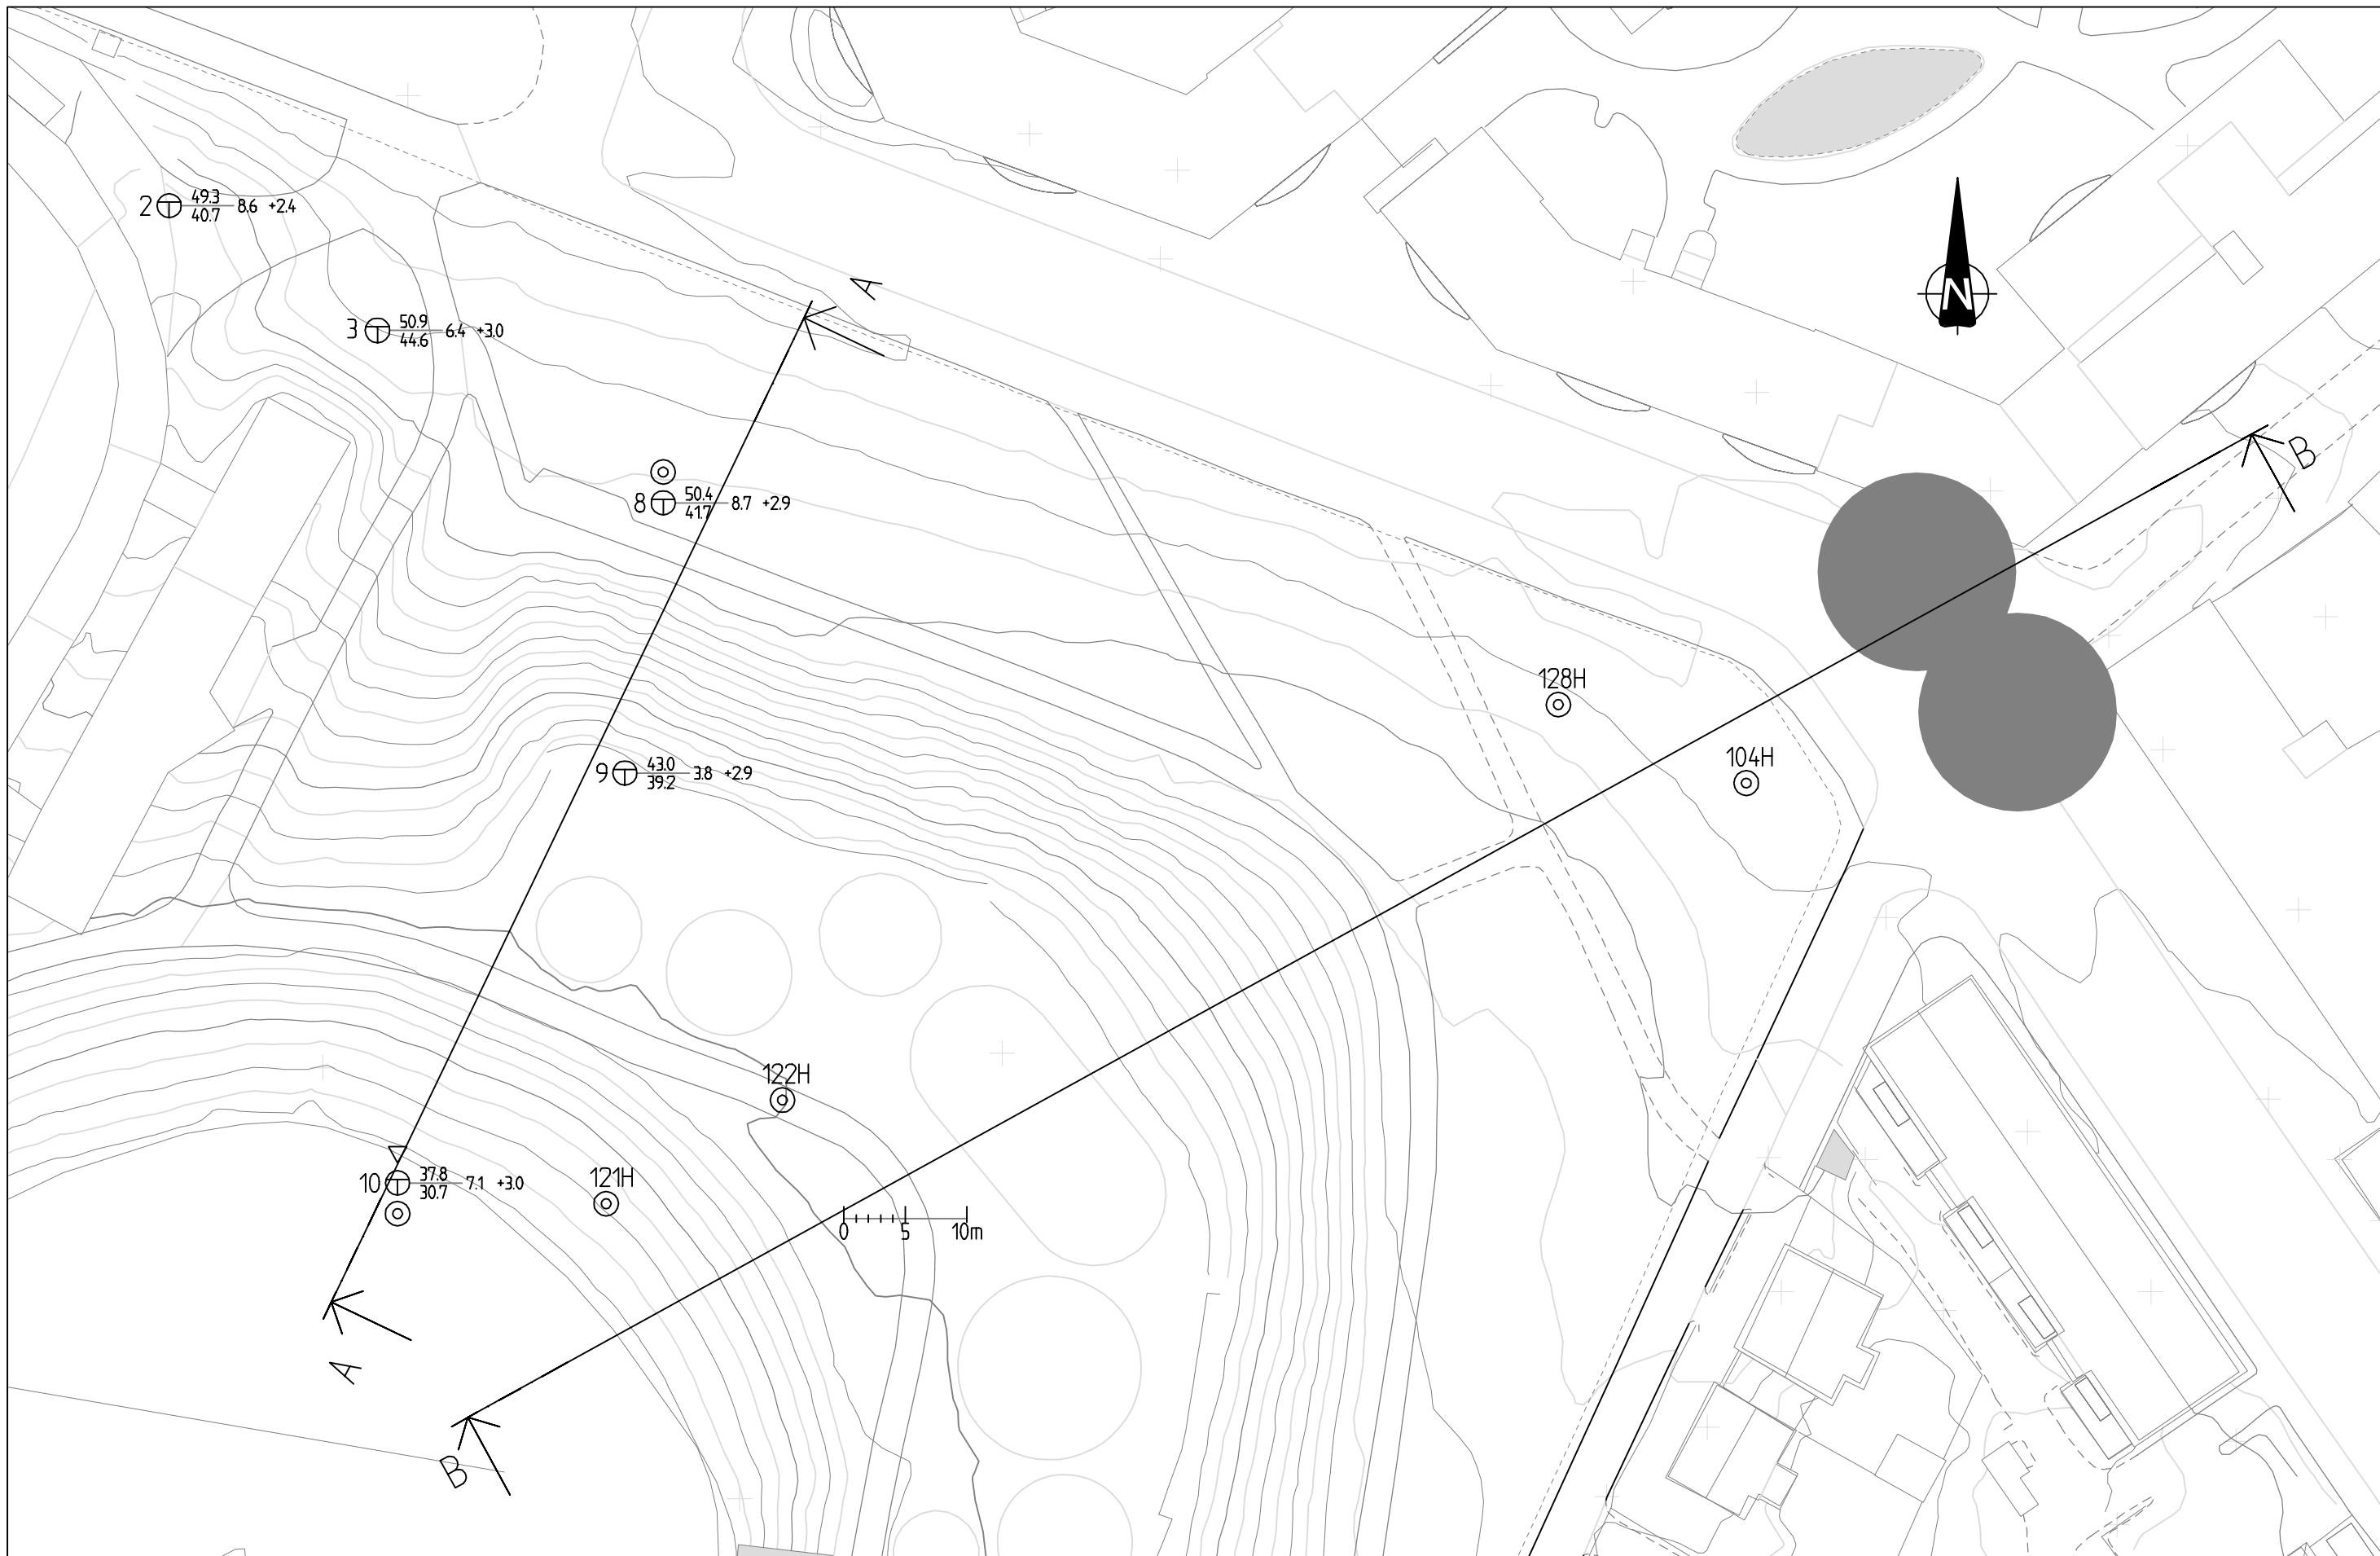 2 49.3 8.6 +2.4
40.7
A
N
3 50.9 6.4 +3.0
44.6
B
8 50.4 8.7 +2.9
41.7
128H
104H
9 43.0 3.8 +2.9
39.2
122H
10 37.8 7.1 +3.0
30.7
121H
0 5 10m
A
B